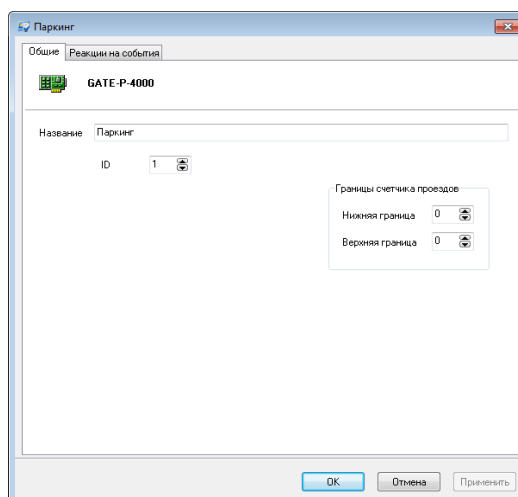 Паркинг
Общие Реакции на события
GATE-P-4000
Название Паркинг
ID 1
Границы счетчика проездов
Нижняя граница 0
Верхняя граница 0
OK Отмена Применить